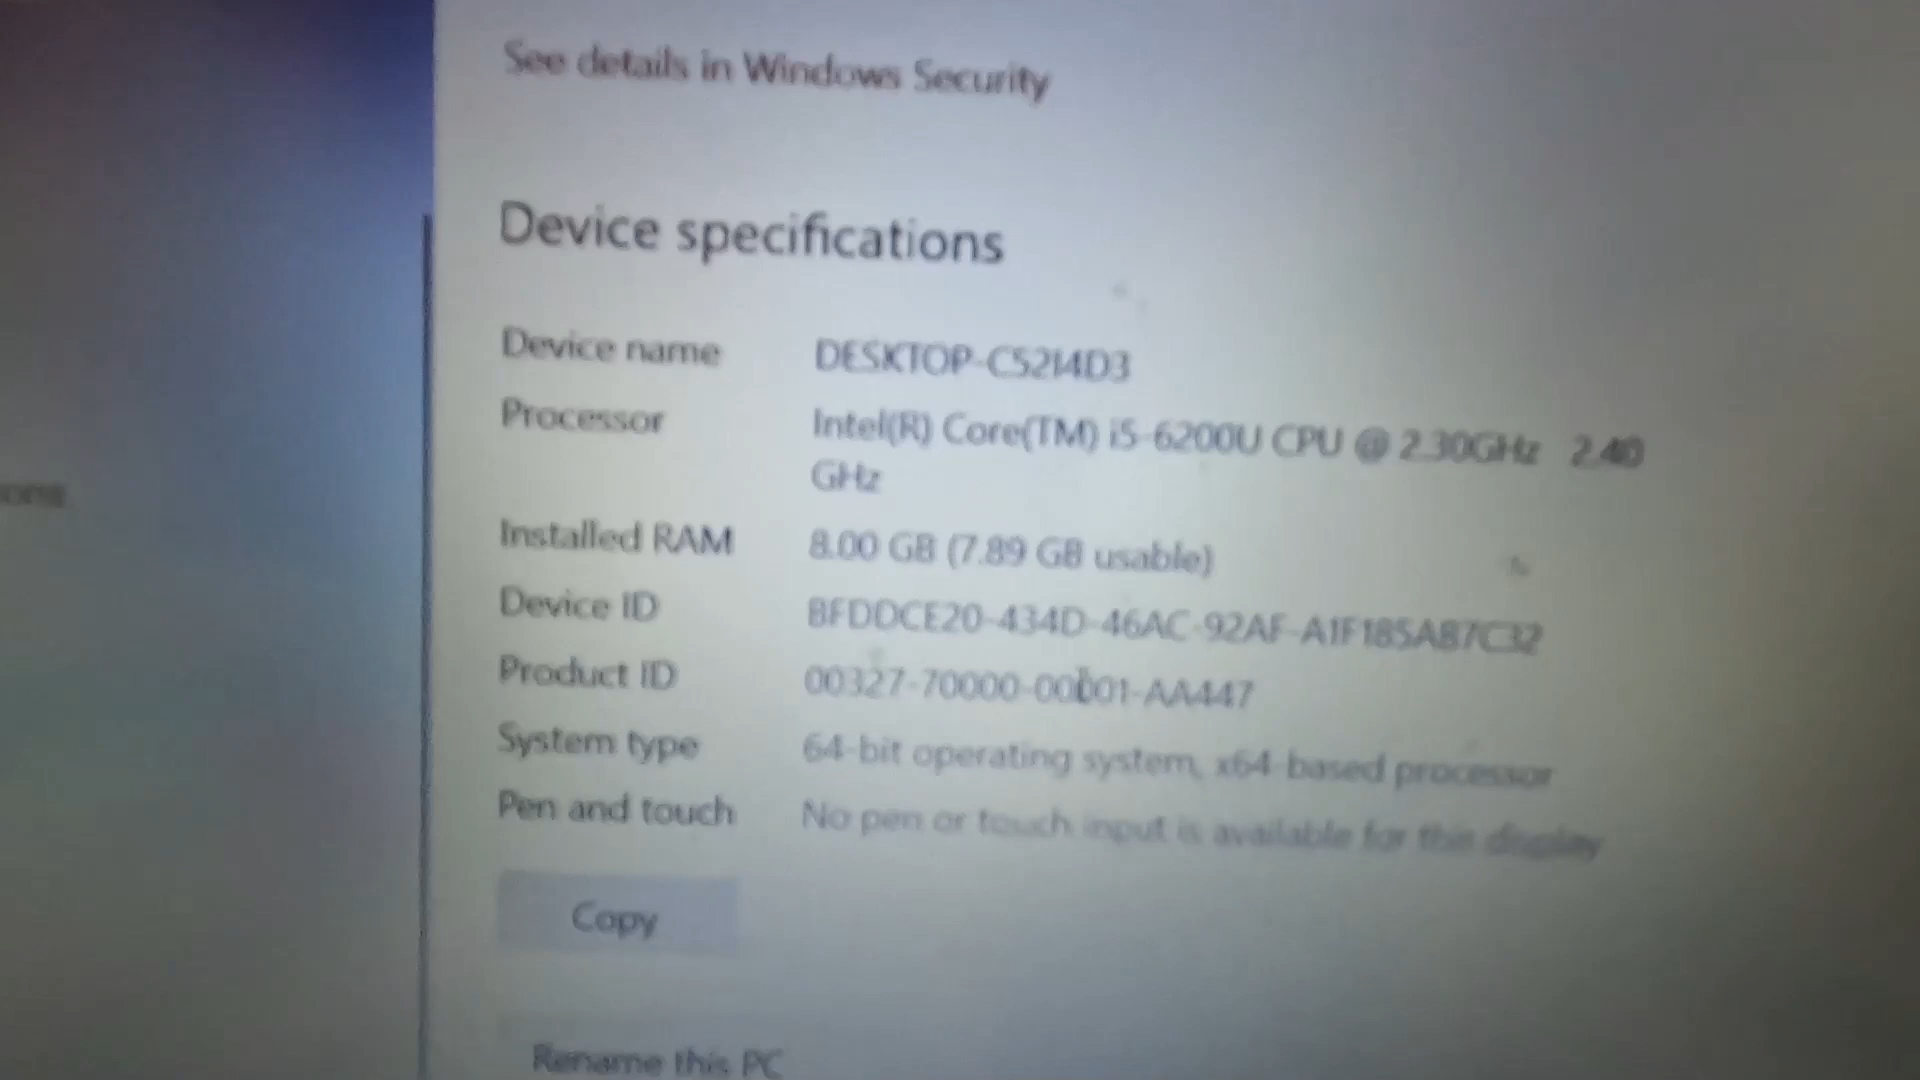 See details in Windows Security
Device specifications
Device name DESKTOP-C52I4D3
Processor Intel(R) Core(TM) i5-6200U CPU @ 2.30GHz 2.40
GHz
Installed RAM 8.00 GB (7.89 GB usable)
Device ID BFDDCE20-434D-46AC-92AF-A1F185AB7C32
Product ID 00327-70000-00001-AA447
System type 64-bit operating system, x64-based processor
Pen and touch No pen or touch input is available for this display
Copy
Rename this PC